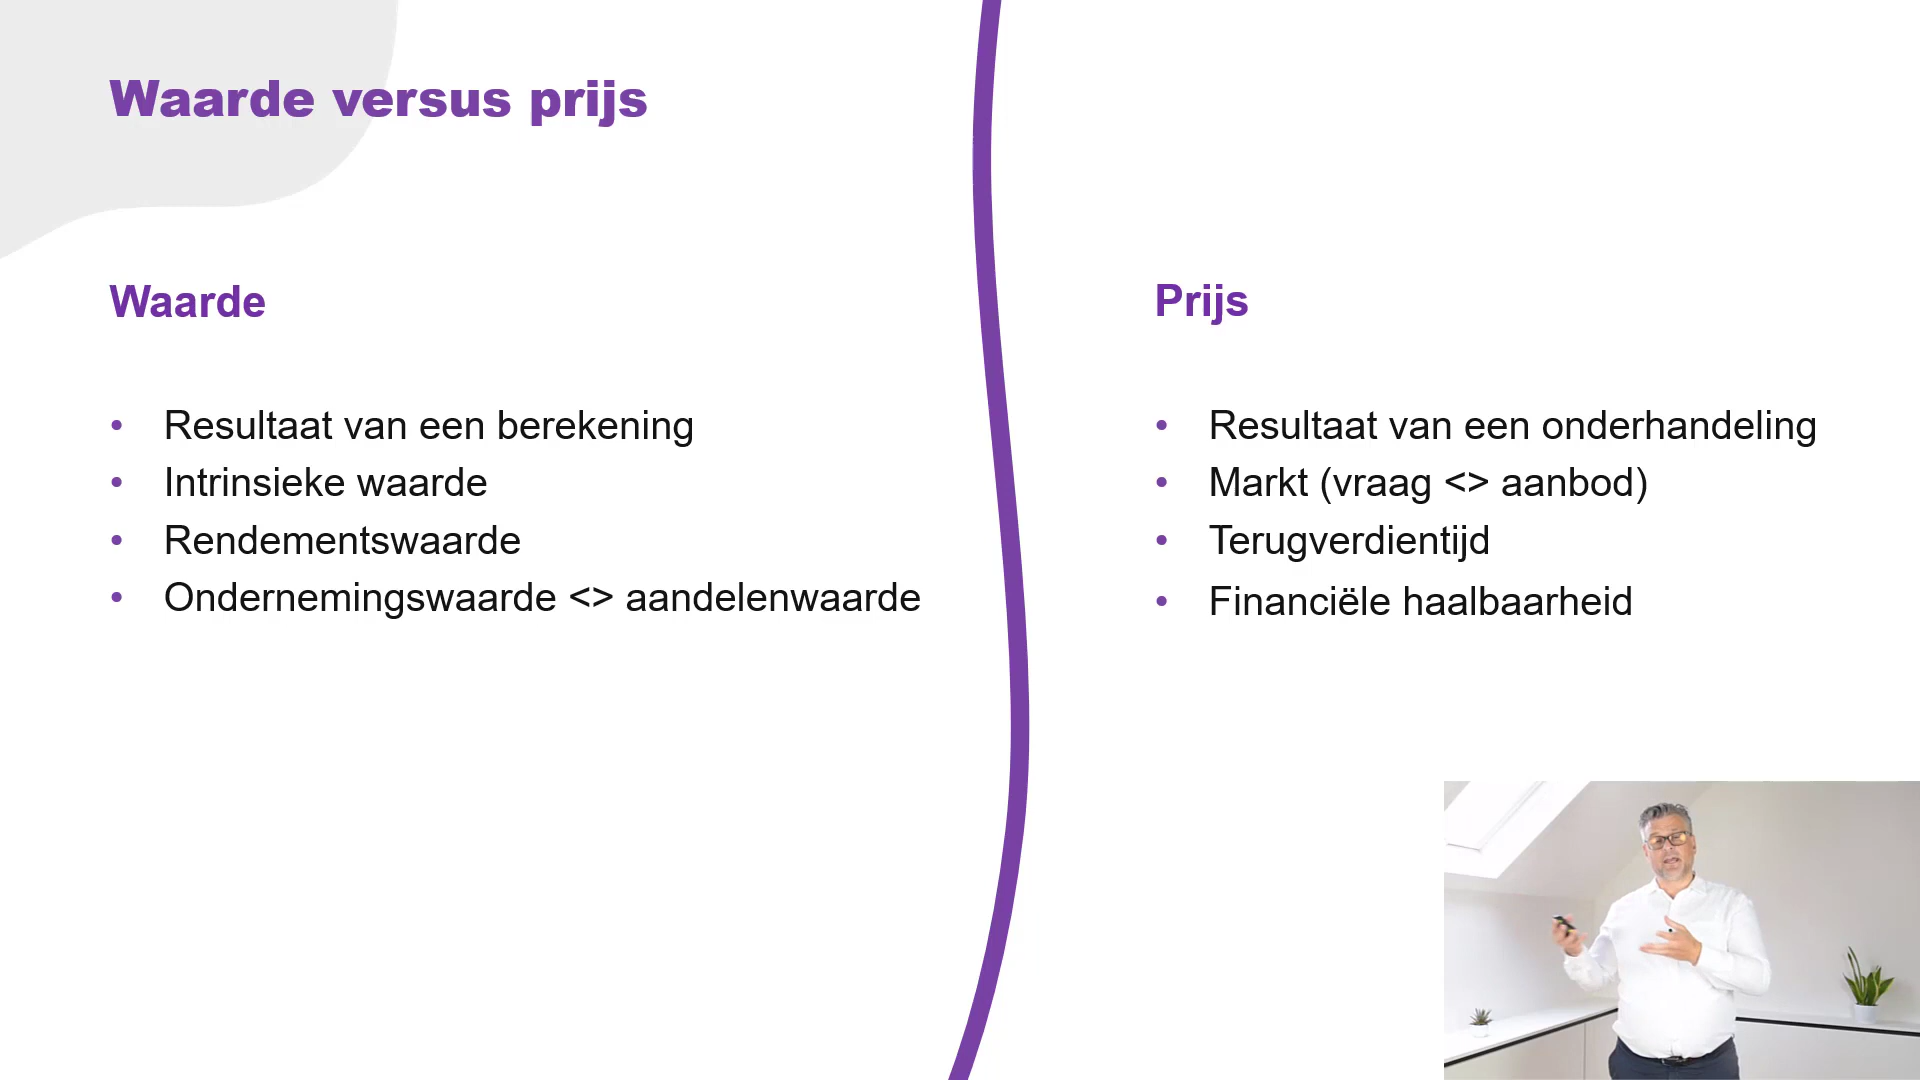 Waarde versus prijs
Waarde
• Resultaat van een berekening
• Intrinsieke waarde
• Rendementswaarde
• Ondernemingswaarde <> aandelenwaarde
Prijs
• Resultaat van een onderhandeling
• Markt (vraag <> aanbod)
• Terugverdientijd
• Financiële haalbaarheid